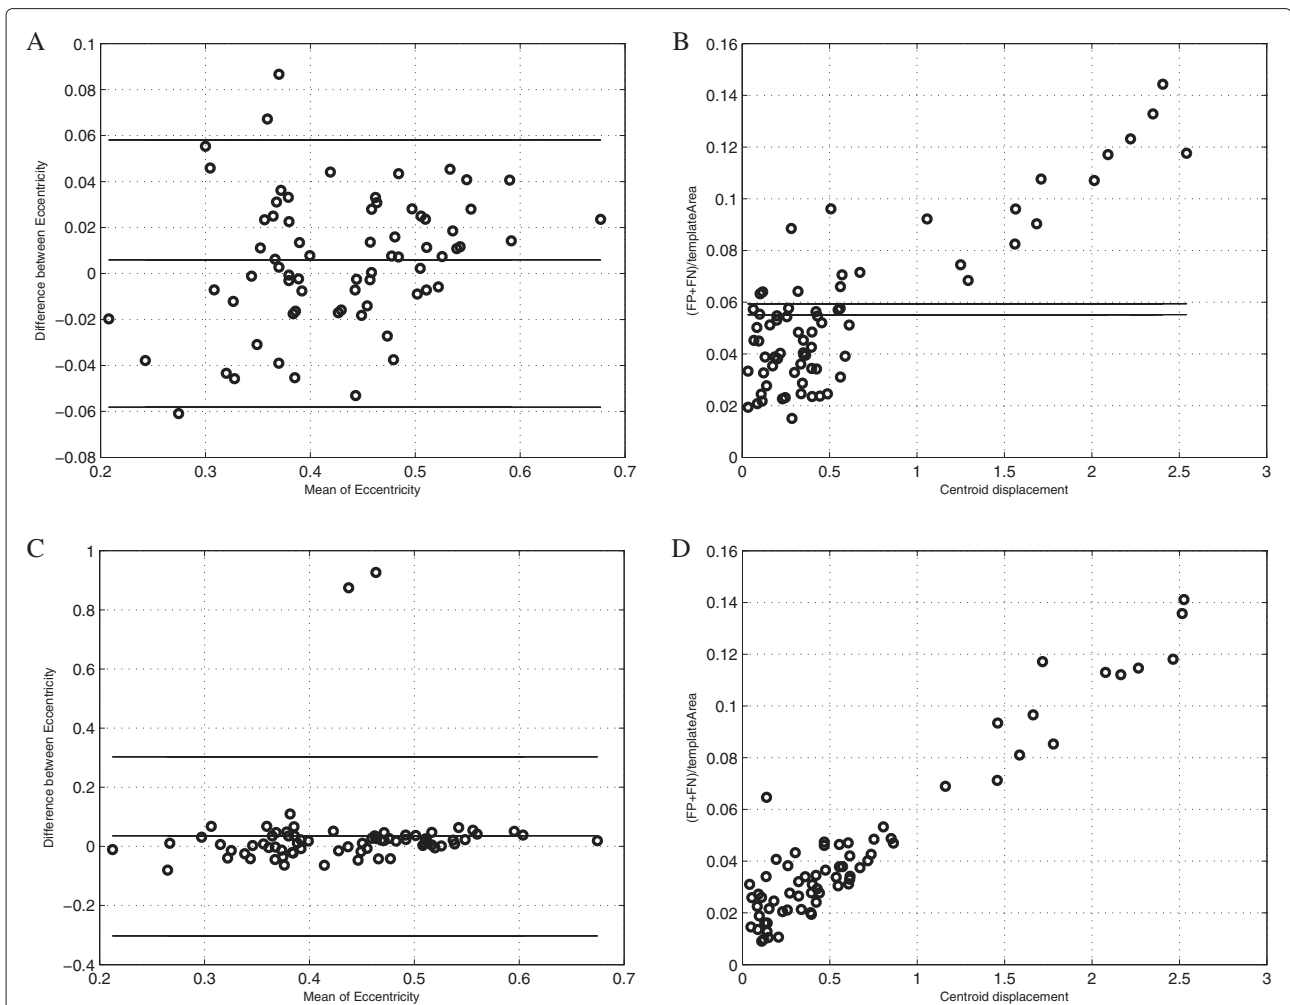 A
0.1
0.08
0.06
0.04
0.02
0
−0.02
−0.04
−0.06
−0.08
Difference between Eccentricity
0.2 0.3 0.4 0.5 0.6 0.7
Mean of Eccentricity
B
0.16
0.14
0.12
0.1
0.08
0.06
0.04
0.02
0
(FP+FN)/templateArea
0 0.5 1 1.5 2 2.5 3
Centroid displacement
C
1
0.8
0.6
0.4
0.2
0
−0.2
−0.4
Difference between Eccentricity
0.2 0.3 0.4 0.5 0.6 0.7
Mean of Eccentricity
D
0.16
0.14
0.12
0.1
0.08
0.06
0.04
0.02
0
(FP+FN)/templateArea
0 0.5 1 1.5 2 2.5 3
Centroid displacement